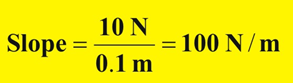 Slope = 10 N / 0.1 m = 100 N/m